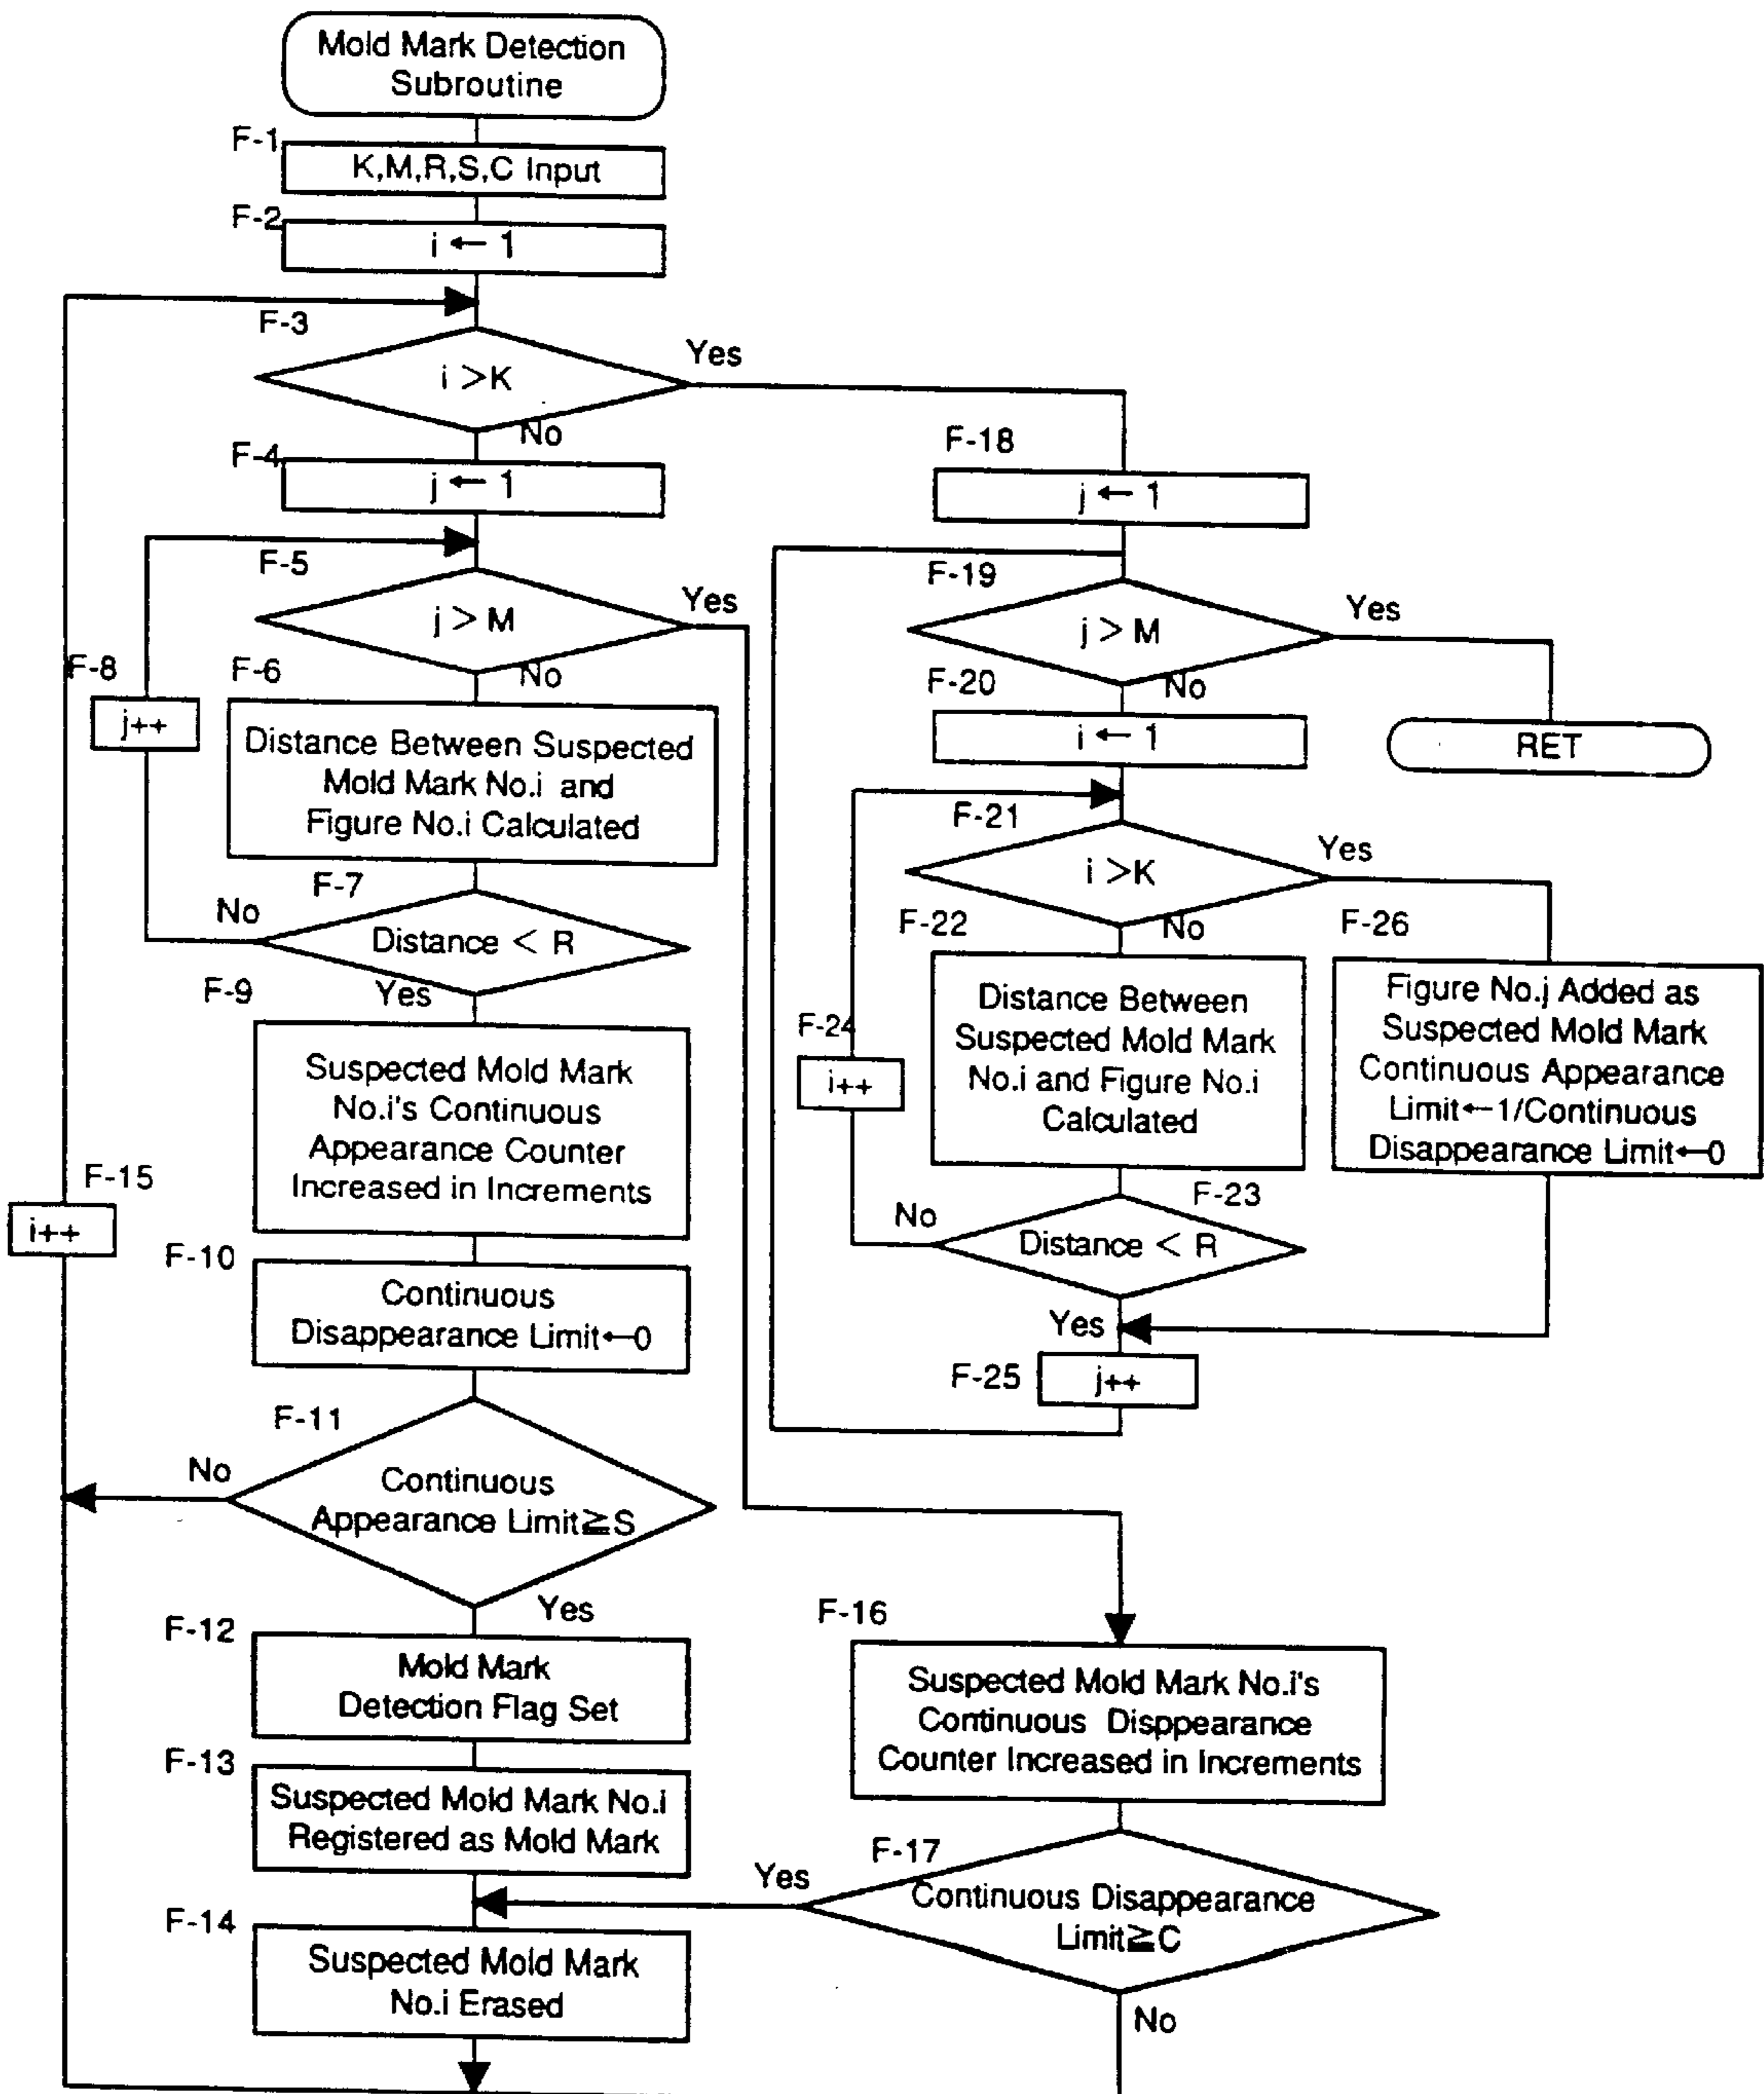 Mold Mark Detection
Subroutine
F-1
K,M,R,S,C Input
F-2
i ← 1
F-3
i >K
Yes
No
F-4
j ← 1
F-5
j > M
Yes
No
F-8
j++
F-6
Distance Between Suspected
Mold Mark No.i and
Figure No.i Calculated
F-7
No
Distance < R
Yes
F-9
Suspected Mold Mark
No.i's Continuous
Appearance Counter
Increased in Increments
F-15
i++
F-10
Continuous
Disappearance Limit←0
F-11
No
Continuous
Appearance Limit≧S
Yes
F-12
Mold Mark
Detection Flag Set
F-13
Suspected Mold Mark No.i
Registered as Mold Mark
F-14
Suspected Mold Mark
No.i Erased
F-18
j ← 1
F-19
j > M
Yes
No
RET
F-20
i ← 1
F-21
i >K
Yes
No
F-22
Distance Between
Suspected Mold Mark
No.i and Figure No.i
Calculated
F-24
i++
F-23
No
Distance < R
Yes
F-26
Figure No.j Added as
Suspected Mold Mark
Continuous Appearance
Limit←1/Continuous
Disappearance Limit←0
F-25
j++
F-16
Suspected Mold Mark No.i's
Continuous Disppearance
Counter Increased in Increments
F-17
Yes
Continuous Disappearance
Limit≧C
No